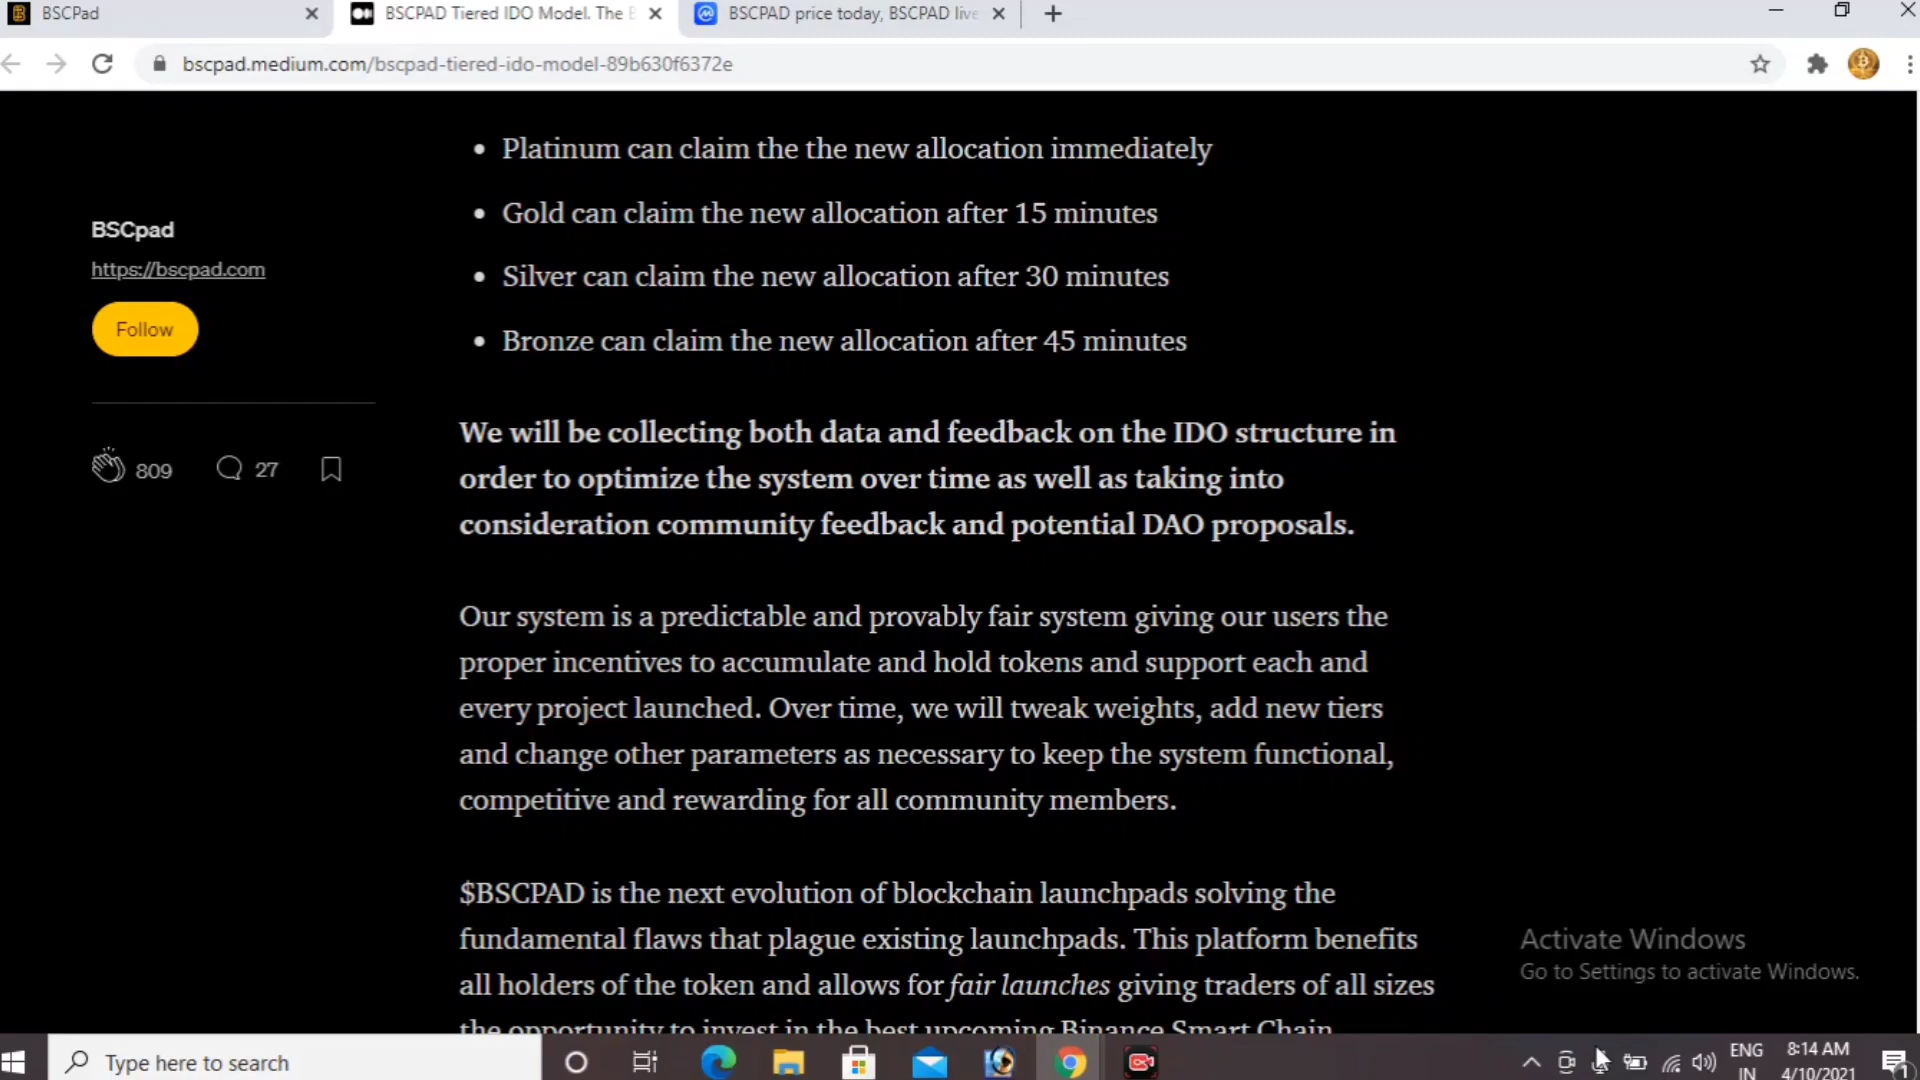 BSCPad
BSCPAD Tiered IDO Model. The B
BSCPAD price today, BSCPAD live
bscpad.medium.com/bscpad-tiered-ido-model-89b630f6372e
BSCpad
https://bscpad.com
Follow
809
27
Platinum can claim the the new allocation immediately
Gold can claim the new allocation after 15 minutes
Silver can claim the new allocation after 30 minutes
Bronze can claim the new allocation after 45 minutes
We will be collecting both data and feedback on the IDO structure in
order to optimize the system over time as well as taking into
consideration community feedback and potential DAO proposals.
Our system is a predictable and provably fair system giving our users the
proper incentives to accumulate and hold tokens and support each and
every project launched. Over time, we will tweak weights, add new tiers
and change other parameters as necessary to keep the system functional,
competitive and rewarding for all community members.
$BSCPAD is the next evolution of blockchain launchpads solving the
fundamental flaws that plague existing launchpads. This platform benefits
all holders of the token and allows for fair launches giving traders of all sizes
the opportunity to invest in the best upcoming Binance Smart Chain
Activate Windows
Go to Settings to activate Windows.
Type here to search
ENG
IN
8:14 AM
4/10/2021
1